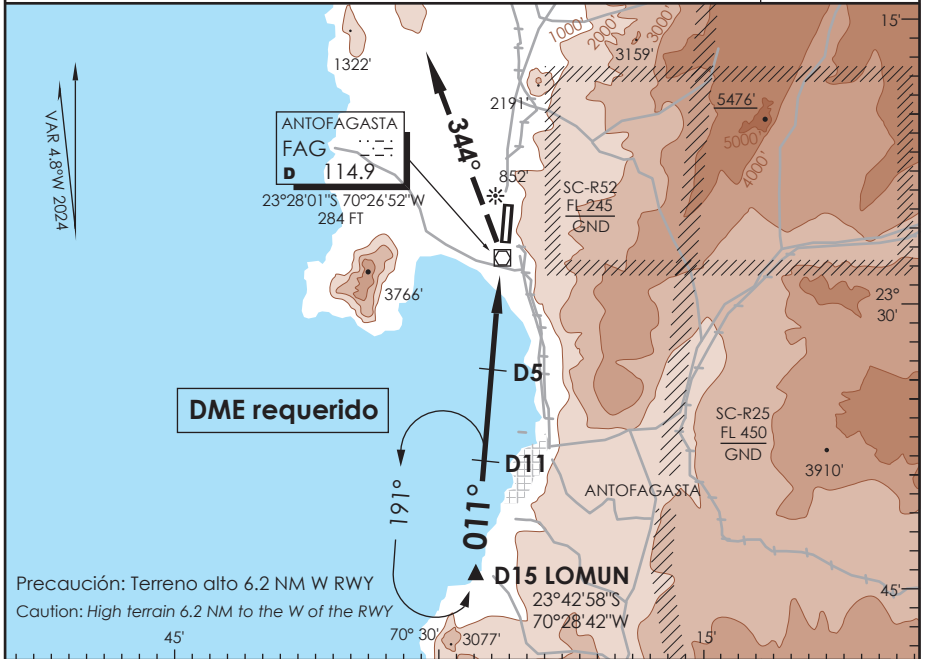 15'
1000'
2000'
3000'
3159'
1322'
5476'
2191'
5000'
4000'
VAR 4.8°W 2024
ANTOFAGASTA
FAG
D 114.9
23°28'01"S 70°26'52"W
284 FT
344°
852'
SC-R52
FL 245
GND
3766'
23°
30'
D5
DME requerido
SC-R25
FL 450
GND
D11
3910'
191°
011°
ANTOFAGASTA
D15 LOMUN
23°42'58"S
70°28'42"W
Precaución: Terreno alto 6.2 NM W RWY
Caution: High terrain 6.2 NM to the W of the RWY
45'
45'
70° 30'
3077'
15'